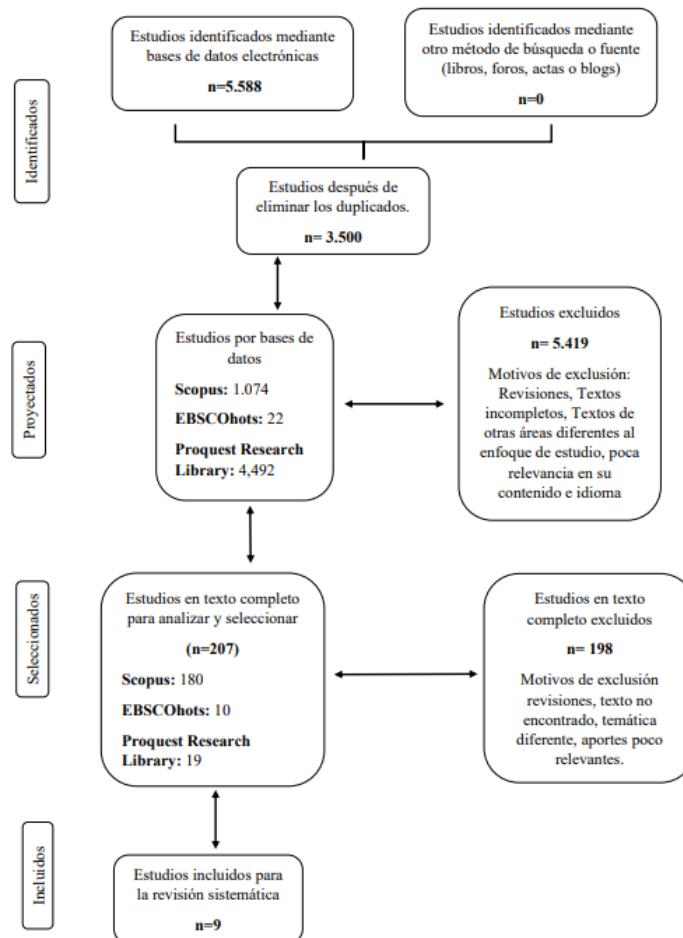 Identificados
Estudios identificados mediante
bases de datos electrónicas
n=5.588
Estudios identificados mediante
otro método de búsqueda o fuente
(libros, foros, actas o blogs)
n=0
Estudios después de
eliminar los duplicados.
n= 3.500
Proyectados
Estudios por bases de
datos
Scopus: 1.074
EBSCOhots: 22
Proquest Research
Library: 4,492
Estudios excluidos
n= 5.419
Motivos de exclusión:
Revisiones, Textos
incompletos, Textos de
otras áreas diferentes al
enfoque de estudio, poca
relevancia en su
contenido e idioma
Seleccionados
Estudios en texto completo
para analizar y seleccionar
(n=207)
Scopus: 180
EBSCOhots: 10
Proquest Research
Library: 19
Estudios en texto
completo excluidos
n= 198
Motivos de exclusión
revisiones, texto no
encontrado, temática
diferente, aportes poco
relevantes.
Incluidos
Estudios incluidos para
la revisión sistemática
n=9